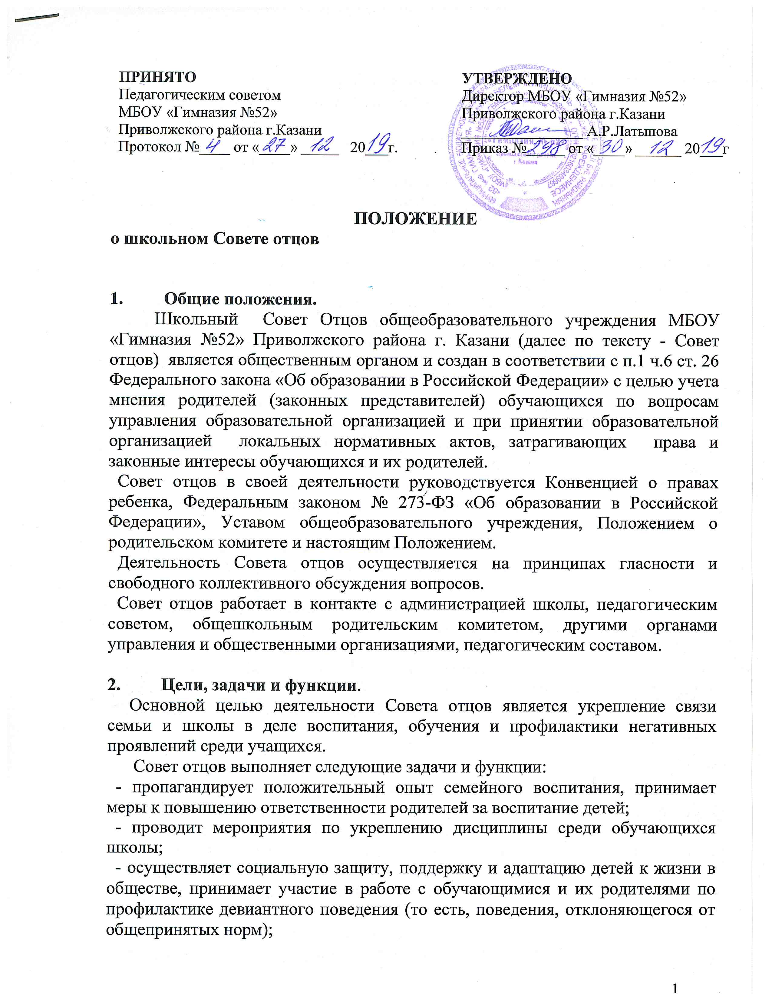 ПРИНЯТО
Педагогическим советом
МБОУ «Гимназия №52»
Приволжского района г.Казани
Протокол № 4 от «27» 12 2019г.
УТВЕРЖДЕНО
Директор МБОУ «Гимназия №52»
Приволжского района г.Казани
А.Р.Латыпова
Приказ №298 от «30» 12 2019г
ПОЛОЖЕНИЕ
о школьном Совете отцов
1. Общие положения.
Школьный Совет Отцов общеобразовательного учреждения МБОУ
«Гимназия №52» Приволжского района г. Казани (далее по тексту - Совет
отцов) является общественным органом и создан в соответствии с п.1 ч.6 ст. 26
Федерального закона «Об образовании в Российской Федерации» с целью учета
мнения родителей (законных представителей) обучающихся по вопросам
управления образовательной организацией и при принятии образовательной
организацией локальных нормативных актов, затрагивающих права и
законные интересы обучающихся и их родителей.
Совет отцов в своей деятельности руководствуется Конвенцией о правах
ребенка, Федеральным законом № 273-ФЗ «Об образовании в Российской
Федерации», Уставом общеобразовательного учреждения, Положением о
родительском комитете и настоящим Положением.
Деятельность Совета отцов осуществляется на принципах гласности и
свободного коллективного обсуждения вопросов.
Совет отцов работает в контакте с администрацией школы, педагогическим
советом, общешкольным родительским комитетом, другими органами
управления и общественными организациями, педагогическим составом.
2. Цели, задачи и функции.
Основной целью деятельности Совета отцов является укрепление связи
семьи и школы в деле воспитания, обучения и профилактики негативных
проявлений среди учащихся.
Совет отцов выполняет следующие задачи и функции:
- пропагандирует положительный опыт семейного воспитания, принимает
меры к повышению ответственности родителей за воспитание детей;
- проводит мероприятия по укреплению дисциплины среди обучающихся
школы;
- осуществляет социальную защиту, поддержку и адаптацию детей к жизни в
обществе, принимает участие в работе с обучающимися и их родителями по
профилактике девиантного поведения (то есть, поведения, отклоняющегося от
общепринятых норм);
1